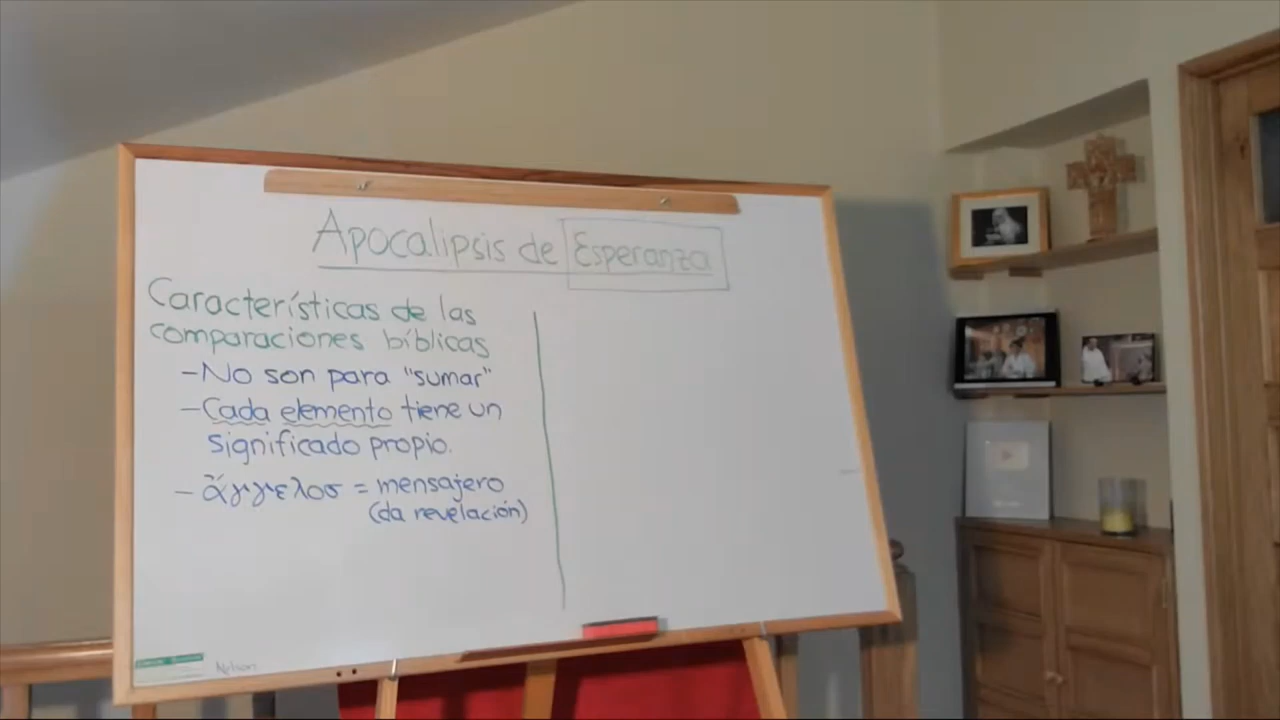 Apocalipsis de Esperanza
Características de las
comparaciones bíblicas
-No son para "sumar"
-Cada elemento tiene un
significado propio.
- ἄγγελοσ = mensajero
(da revelación)
Nelson